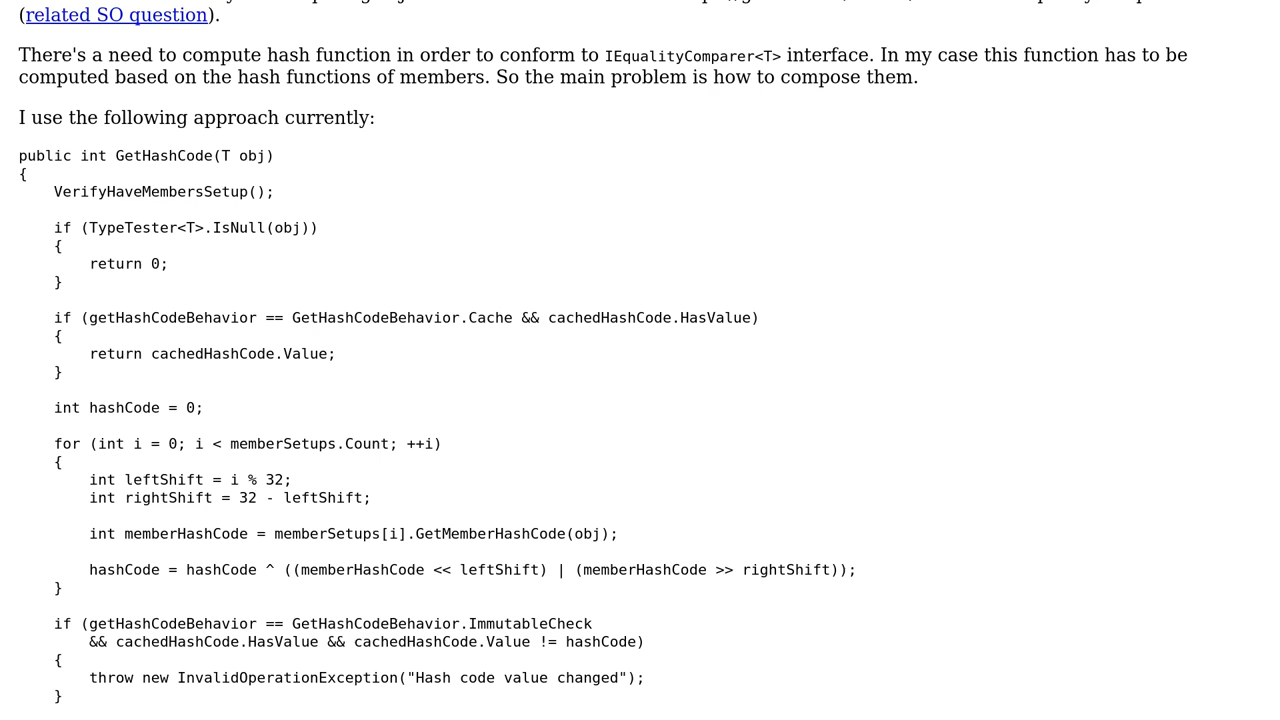 (related SO question).
There's a need to compute hash function in order to conform to IEqualityComparer<T> interface. In my case this function has to be
computed based on the hash functions of members. So the main problem is how to compose them.
I use the following approach currently:
public int GetHashCode(T obj)
{
    VerifyHaveMembersSetup();
    if (TypeTester<T>.IsNull(obj))
    {
        return 0;
    }
    if (getHashCodeBehavior == GetHashCodeBehavior.Cache && cachedHashCode.HasValue)
    {
        return cachedHashCode.Value;
    }
    int hashCode = 0;
    for (int i = 0; i < memberSetups.Count; ++i)
    {
        int leftShift = i % 32;
        int rightShift = 32 - leftShift;
        int memberHashCode = memberSetups[i].GetMemberHashCode(obj);
        hashCode = hashCode ^ ((memberHashCode << leftShift) | (memberHashCode >> rightShift));
    }
    if (getHashCodeBehavior == GetHashCodeBehavior.ImmutableCheck
        && cachedHashCode.HasValue && cachedHashCode.Value != hashCode)
    {
        throw new InvalidOperationException("Hash code value changed");
    }